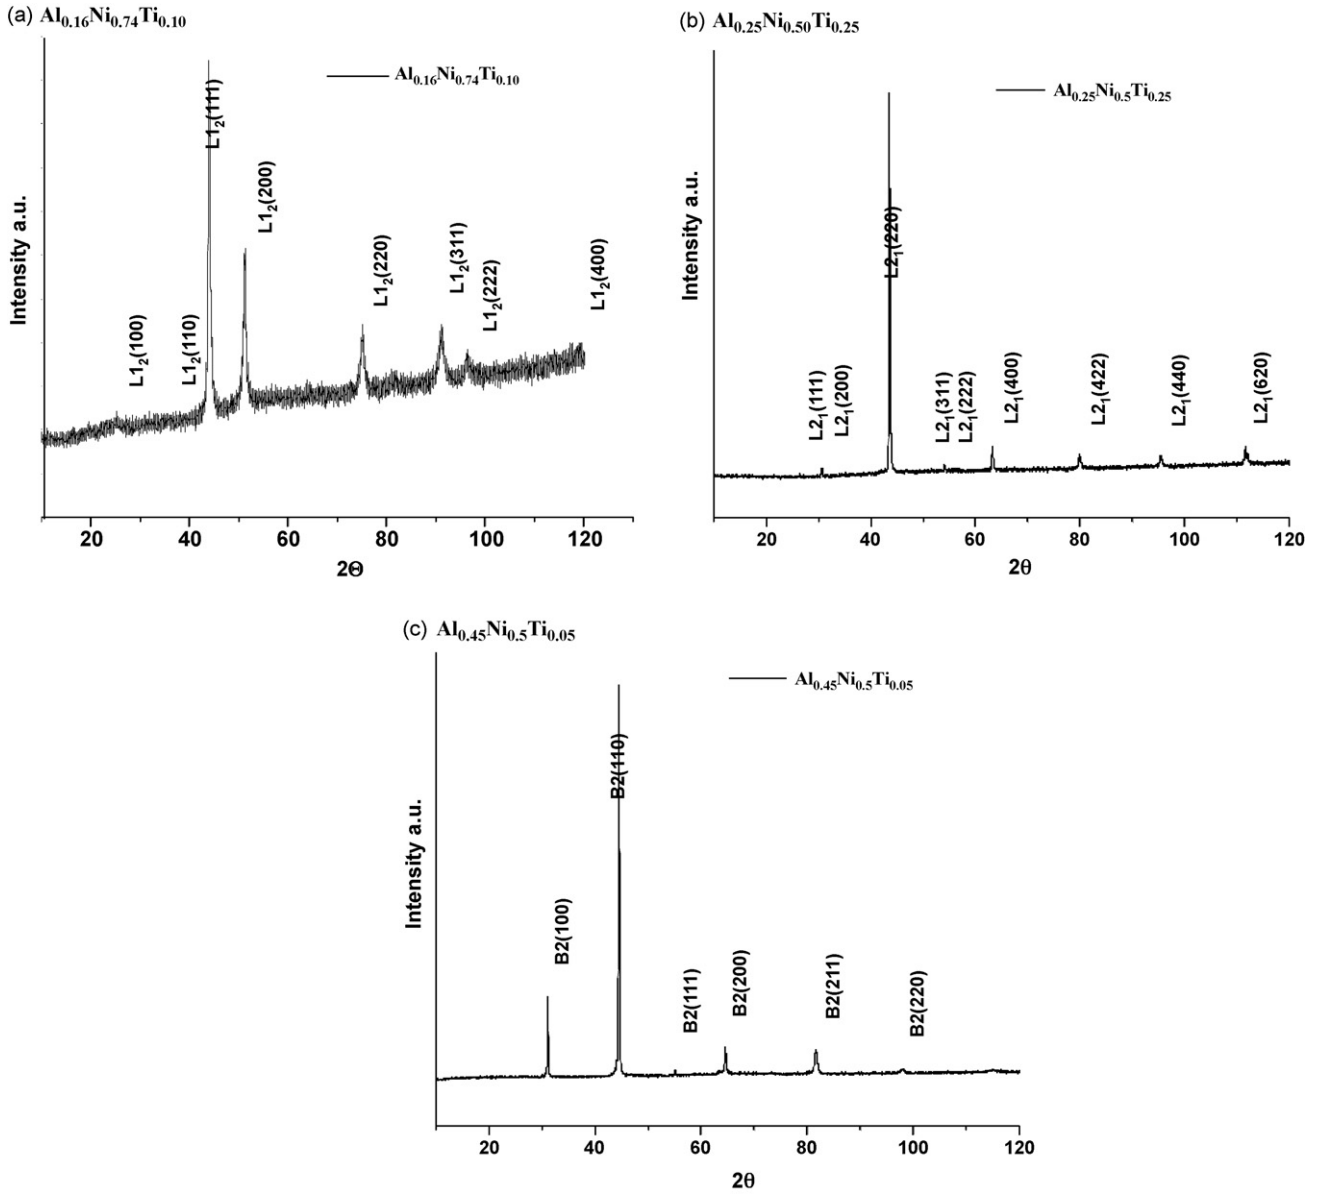 (a) Al0.16Ni0.74Ti0.10
Al0.16Ni0.74Ti0.10
Intensity a.u.
L12(100)
L12(110)
L12(111)
L12(200)
L12(220)
L12(311)
L12(222)
L12(400)
20 40 60 80 100 120
2Θ
(b) Al0.25Ni0.50Ti0.25
Al0.25Ni0.5Ti0.25
Intensity a.u.
L21(111)
L21(200)
L21(220)
L21(311)
L21(222)
L21(400)
L21(422)
L21(440)
L21(620)
20 40 60 80 100 120
2θ
(c) Al0.45Ni0.5Ti0.05
Al0.45Ni0.5Ti0.05
Intensity a.u.
B2(100)
B2(110)
B2(111)
B2(200)
B2(211)
B2(220)
20 40 60 80 100 120
2θ